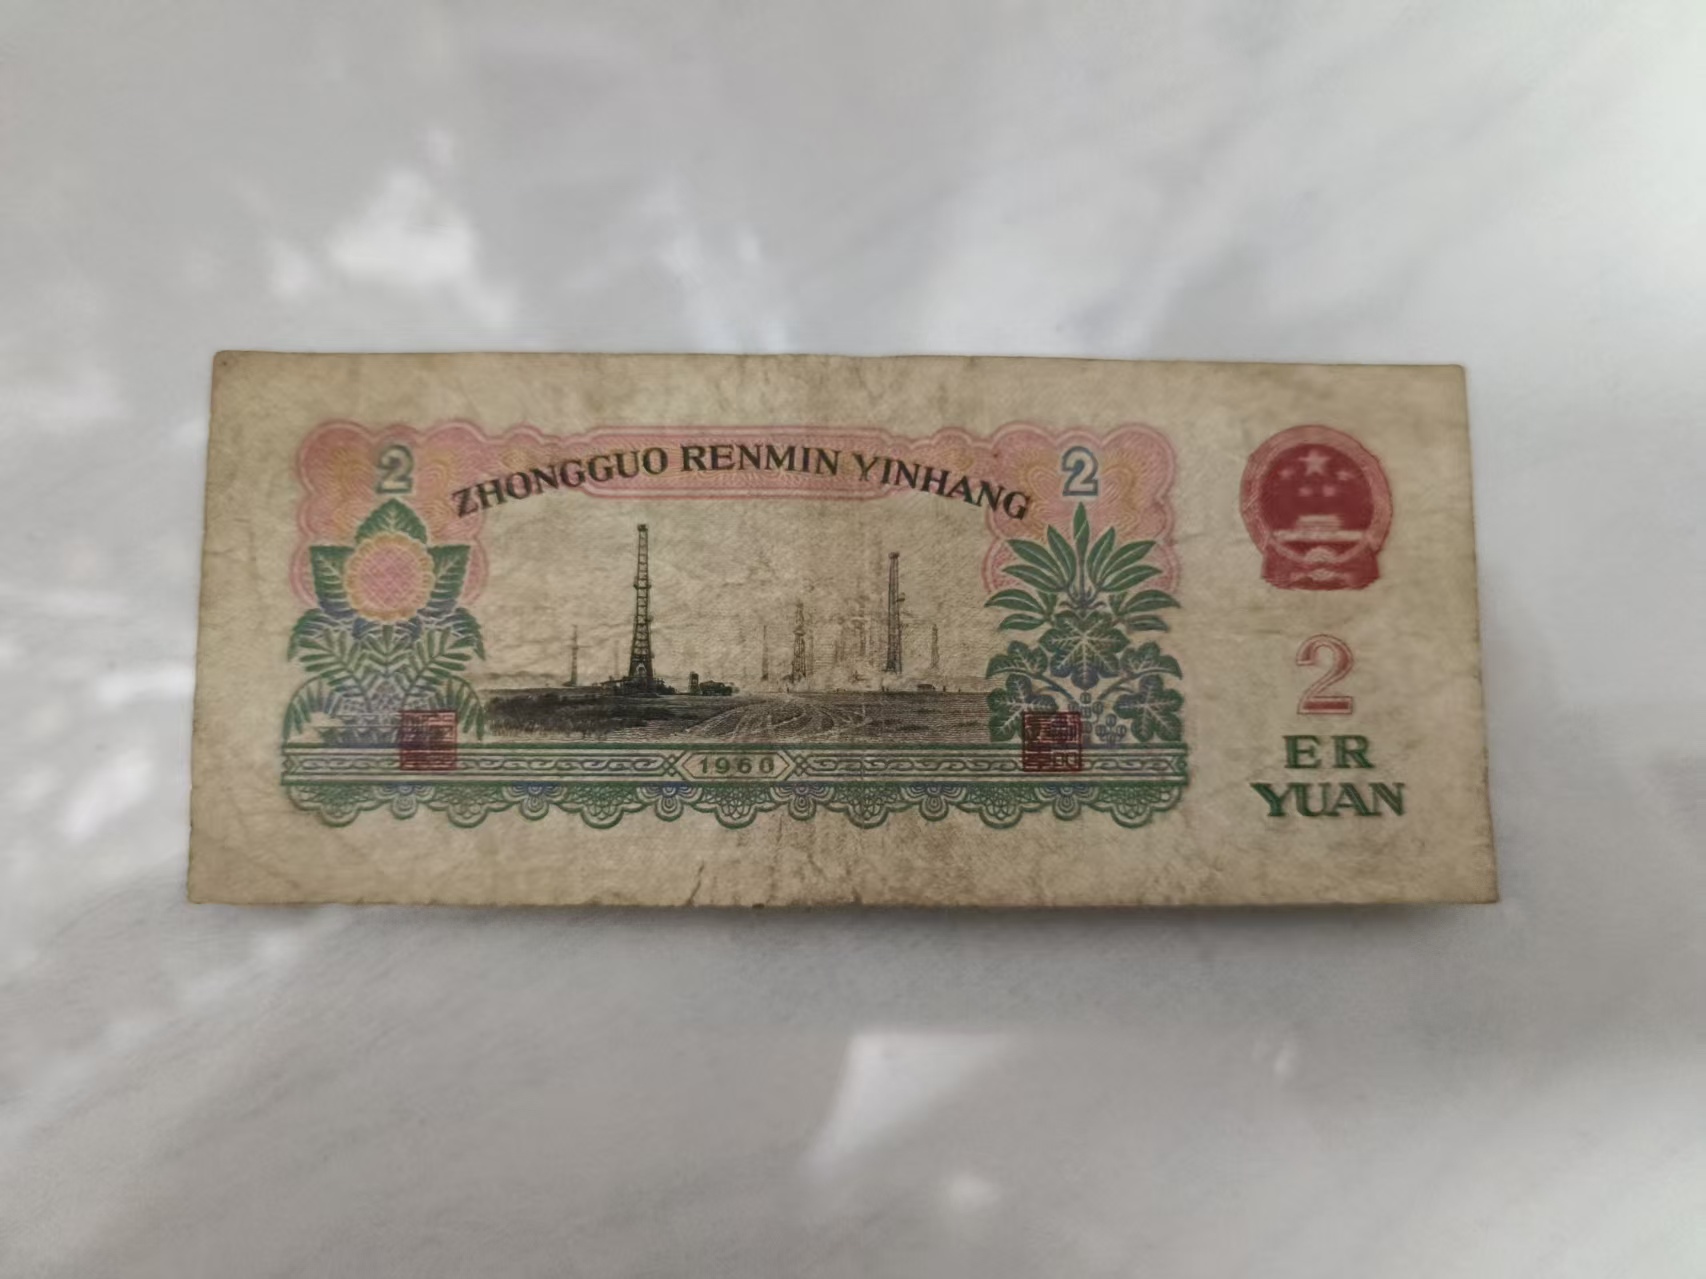 2
ZHONGGUO RENMIN YINHANG
2
1960
2
ER
YUAN